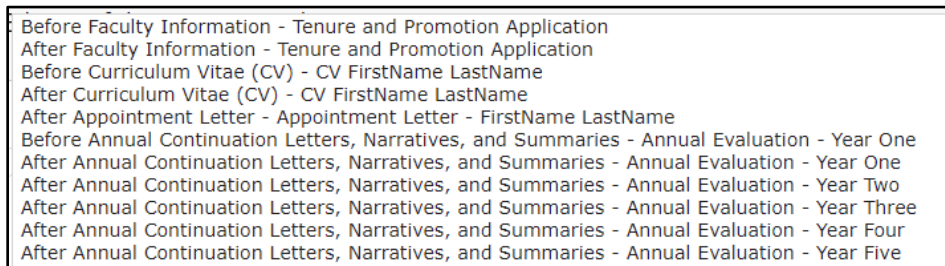 Before Faculty Information - Tenure and Promotion Application
After Faculty Information - Tenure and Promotion Application
Before Curriculum Vitae (CV) - CV FirstName LastName
After Curriculum Vitae (CV) - CV FirstName LastName
After Appointment Letter - Appointment Letter - FirstName LastName
Before Annual Continuation Letters, Narratives, and Summaries - Annual Evaluation - Year One
After Annual Continuation Letters, Narratives, and Summaries - Annual Evaluation - Year One
After Annual Continuation Letters, Narratives, and Summaries - Annual Evaluation - Year Two
After Annual Continuation Letters, Narratives, and Summaries - Annual Evaluation - Year Three
After Annual Continuation Letters, Narratives, and Summaries - Annual Evaluation - Year Four
After Annual Continuation Letters, Narratives, and Summaries - Annual Evaluation - Year Five